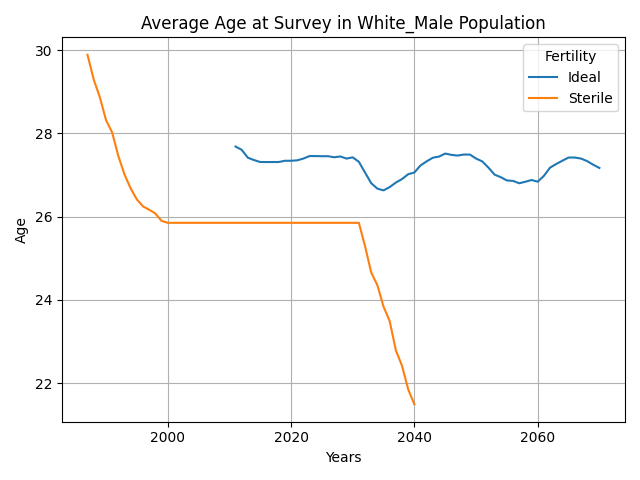 Average Age at Survey in White_Male Population
Fertility
Ideal
Sterile
Age
30
28
26
24
22
2000
2020
2040
2060
Years